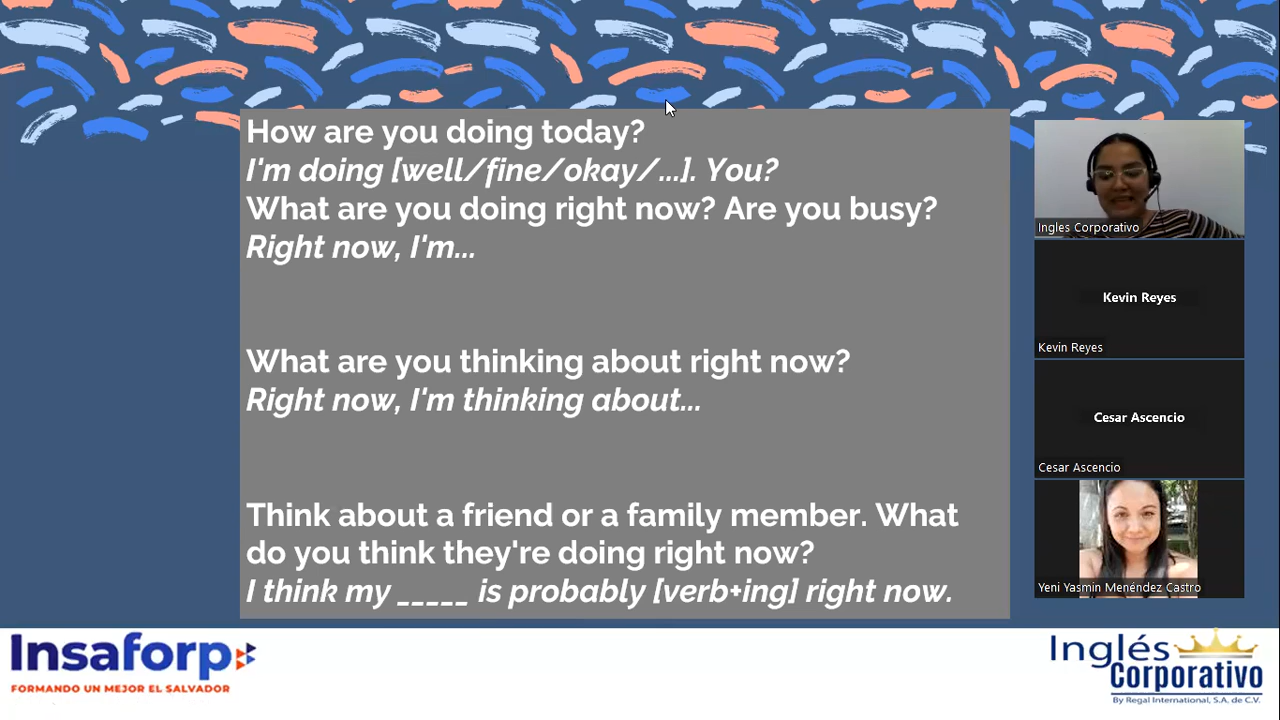 How are you doing today?
I'm doing [well/fine/okay/...]. You?
What are you doing right now? Are you busy?
Right now, I'm...
What are you thinking about right now?
Right now, I'm thinking about...
Think about a friend or a family member. What
do you think they're doing right now?
I think my _____ is probably [verb+ing] right now.
Ingles Corporativo
Kevin Reyes
Kevin Reyes
Cesar Ascencio
Cesar Ascencio
Yeni Yasmin Menéndez Castro
Insaforp
FORMANDO UN MEJOR EL SALVADOR
Inglés
Corporativo
By Regal International, S.A. de C.V.